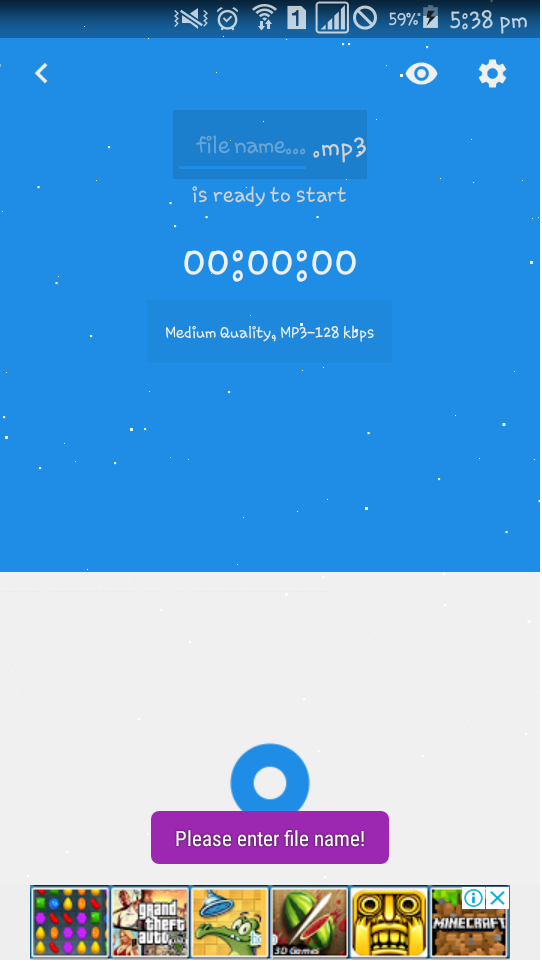 1 59% 5:38 pm
file name... .mp3
is ready to start
00:00:00
Medium Quality, MP3-128 kbps
Please enter file name!
grand
theft
auto
3D Games
MINECRAFT